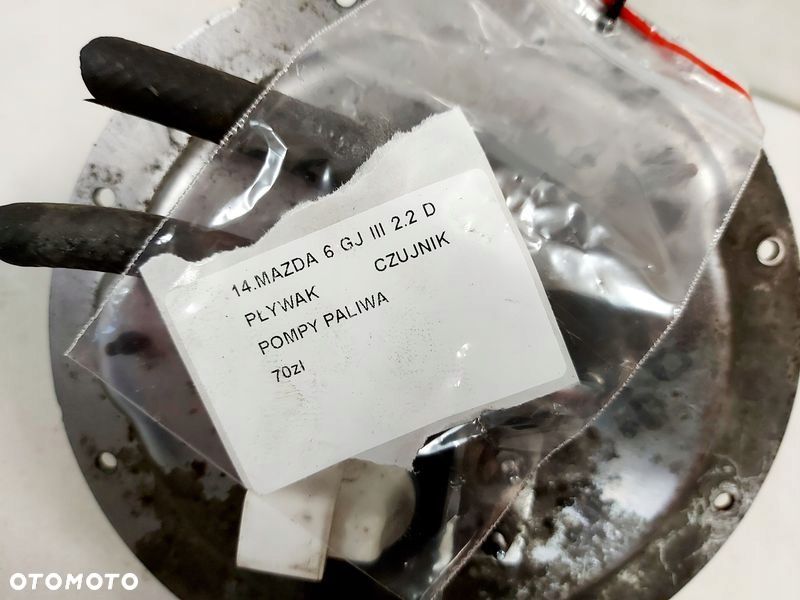 14.MAZDA 6 GJ III 2.2 D
PŁYWAK CZUJNIK
POMPY PALIWA
70zł
OTOMOTO